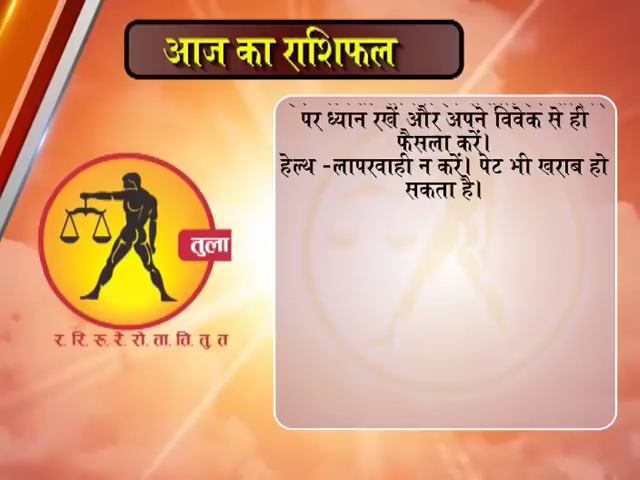 आज का राशिफल
पर ध्यान रखें और अपने विवेक से ही
फैसला करें।
हेल्थ -लापरवाही न करें। पेट भी खराब हो
सकता है।
तुला
र. रि. रू. रे. रो. ता. ति. तु. त